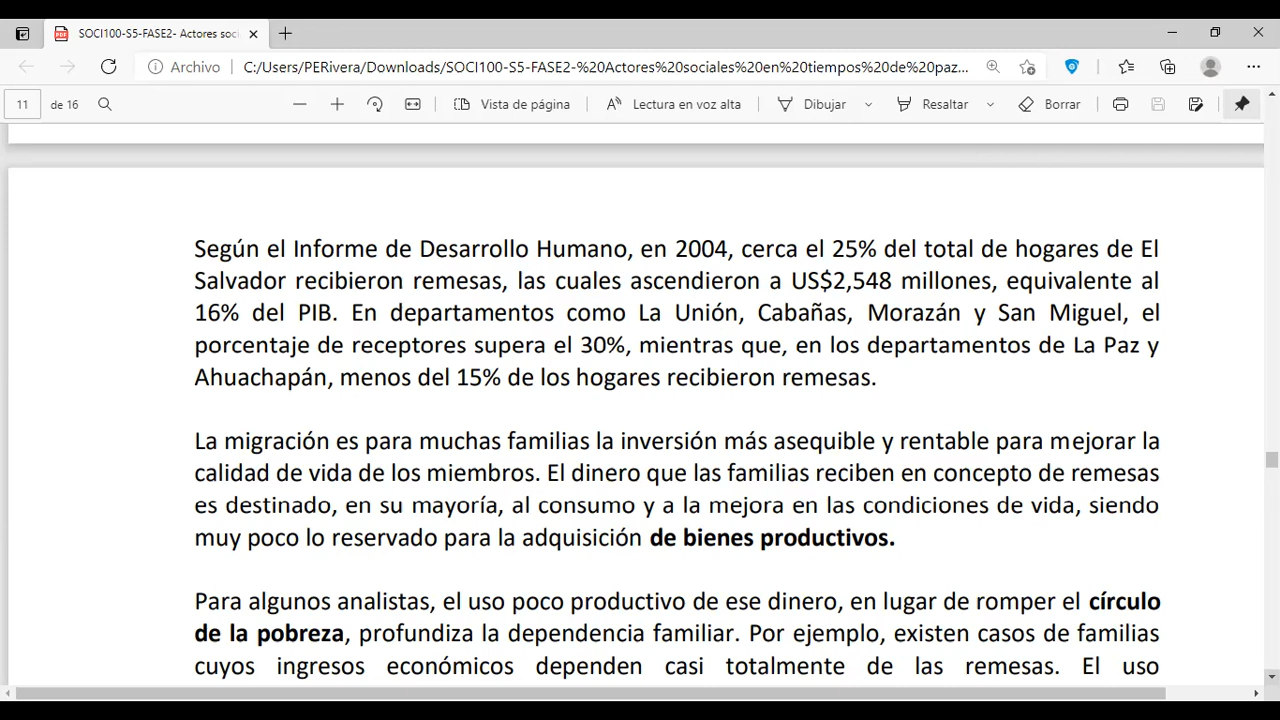 SOCI100-S5-FASE2- Actores soci
Archivo C:/Users/PERivera/Downloads/SOCI100-S5-FASE2-%20Actores%20sociales%20en%20tiempos%20de%20paz...
11 de 16 Vista de página Lectura en voz alta Dibujar Resaltar Borrar
Según el Informe de Desarrollo Humano, en 2004, cerca el 25% del total de hogares de El
Salvador recibieron remesas, las cuales ascendieron a US$2,548 millones, equivalente al
16% del PIB. En departamentos como La Unión, Cabañas, Morazán y San Miguel, el
porcentaje de receptores supera el 30%, mientras que, en los departamentos de La Paz y
Ahuachapán, menos del 15% de los hogares recibieron remesas.
La migración es para muchas familias la inversión más asequible y rentable para mejorar la
calidad de vida de los miembros. El dinero que las familias reciben en concepto de remesas
es destinado, en su mayoría, al consumo y a la mejora en las condiciones de vida, siendo
muy poco lo reservado para la adquisición de bienes productivos.
Para algunos analistas, el uso poco productivo de ese dinero, en lugar de romper el círculo
de la pobreza, profundiza la dependencia familiar. Por ejemplo, existen casos de familias
cuyos ingresos económicos dependen casi totalmente de las remesas. El uso